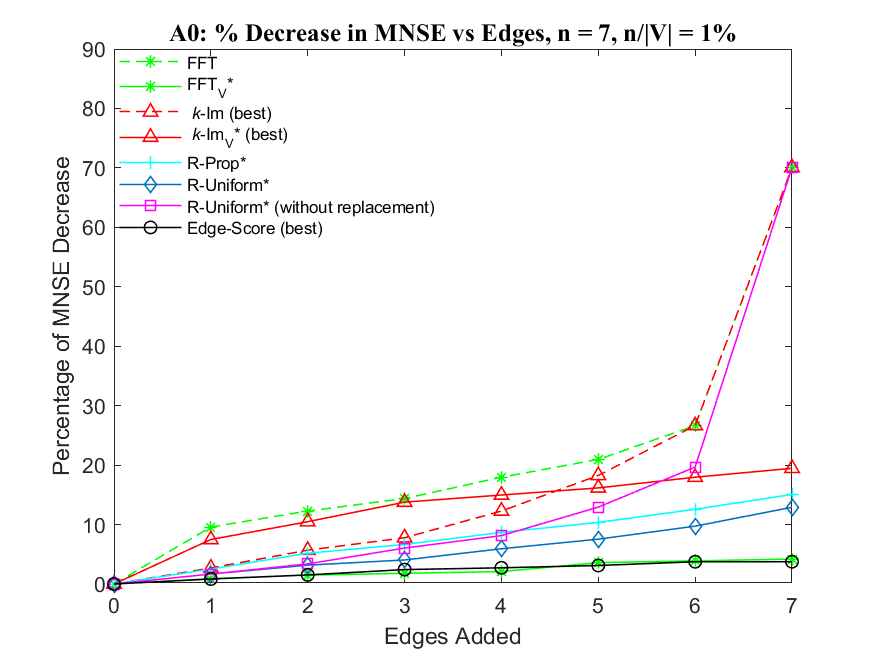 A0: % Decrease in MNSE vs Edges, n = 7, n/|V| = 1%
90
80
70
60
50
40
30
20
10
0
Percentage of MNSE Decrease
FFT
FFT_V*
k-Im (best)
k-Im_V* (best)
R-Prop*
R-Uniform*
R-Uniform* (without replacement)
Edge-Score (best)
0 1 2 3 4 5 6 7
Edges Added